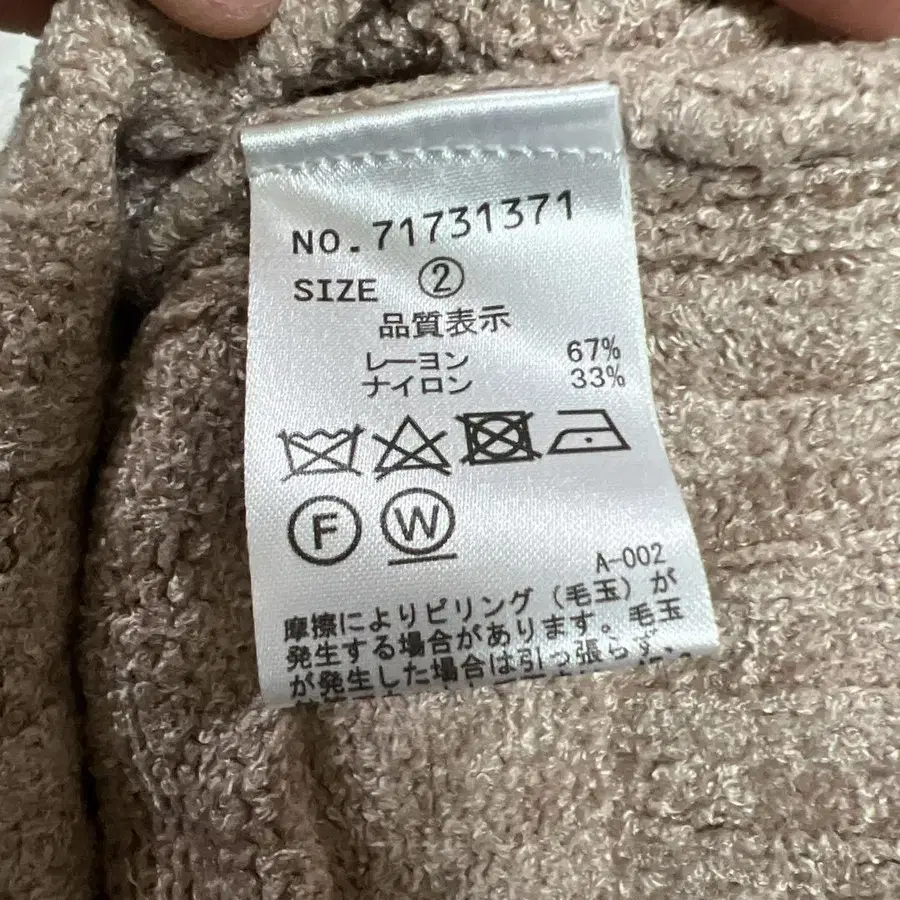 NO.71731371
SIZE ②
品質表示
レーヨン 67%
ナイロン 33%
F W
A-002
摩擦によりピリング（毛玉）が
発生する場合があります。毛玉
が発生した場合は引っ張らず、